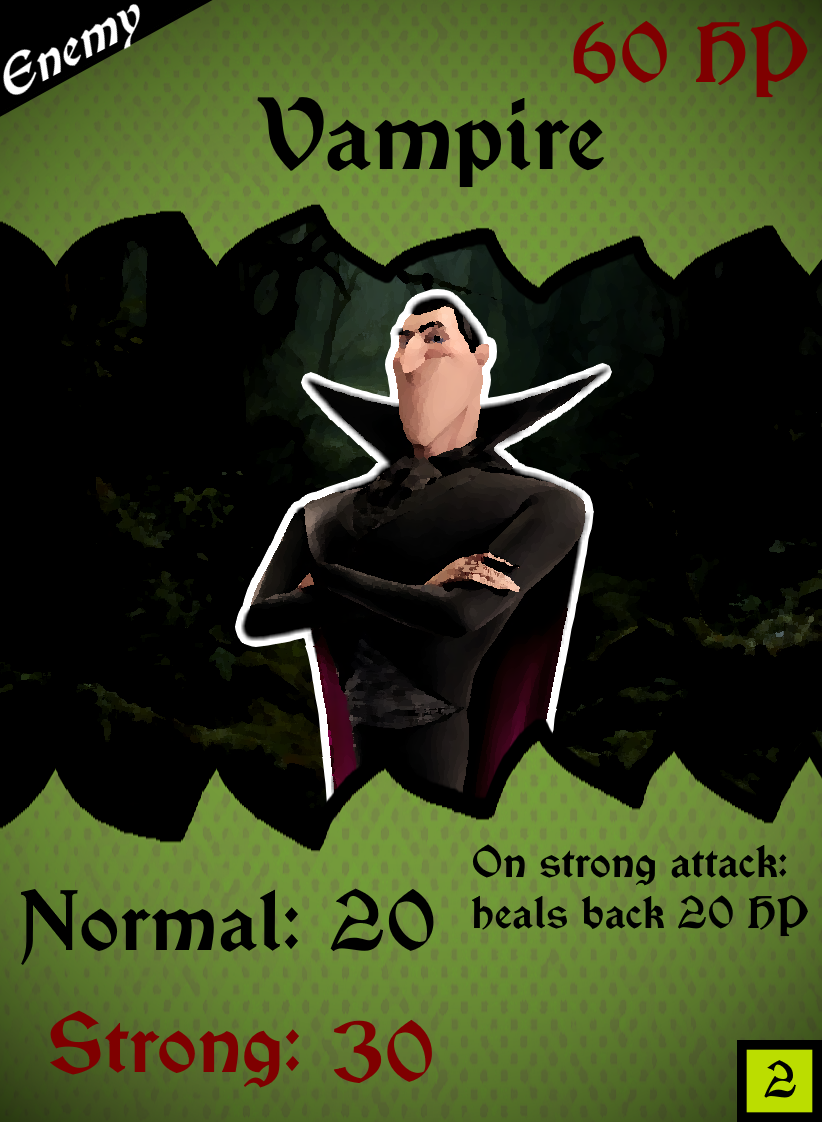 Enemy
60 HP
Vampire
On strong attack:
heals back 20 HP
Normal: 20
Strong: 30
2